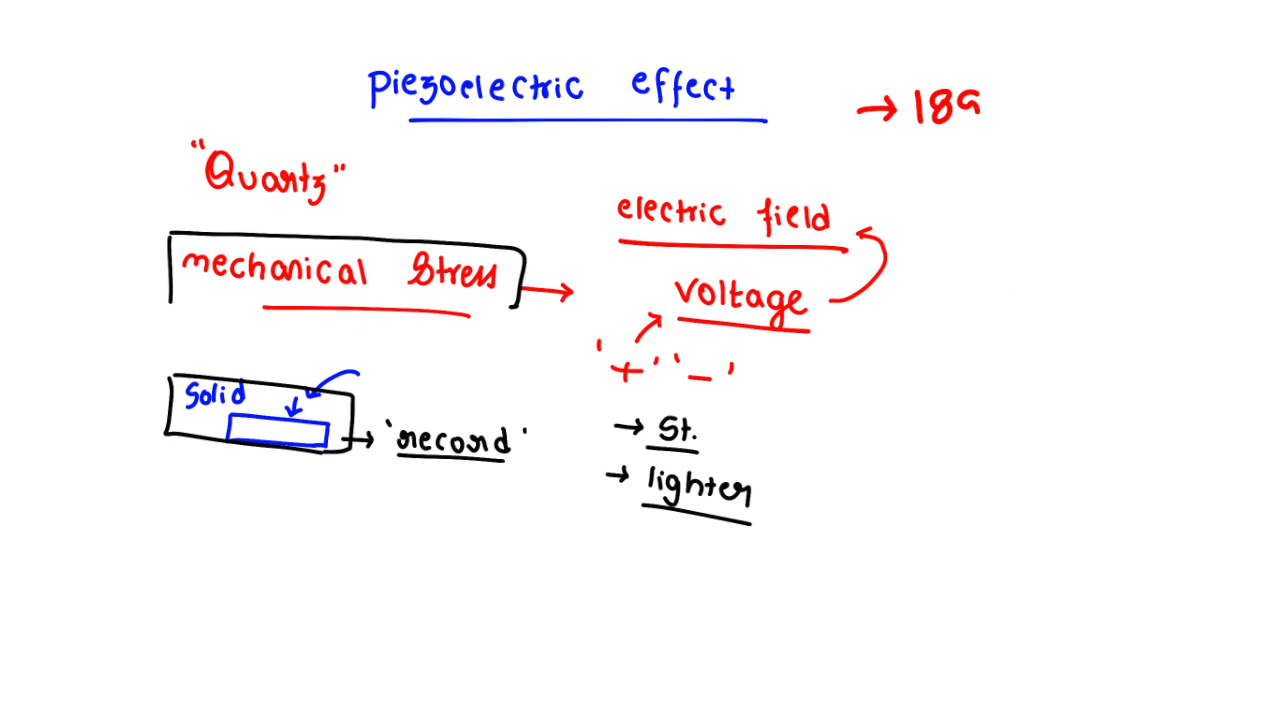 Piezoelectric effect
→ 189
"Quartz"
electric field
mechanical stress →
voltage
'+' '-'
Solid
→ 'record'
→ St.
→ lighter